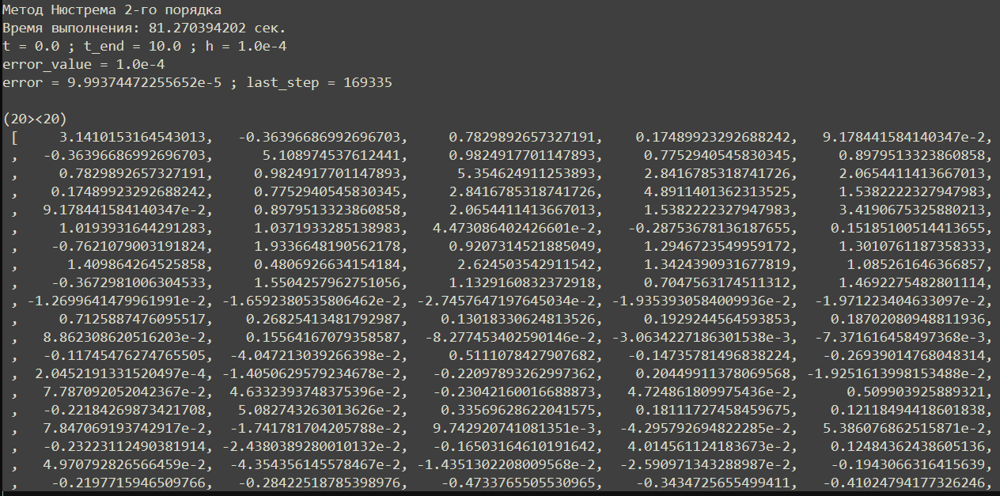 Метод Нюстрема 2-го порядка
Время выполнения: 81.270394202 сек.
t = 0.0 ; t_end = 10.0 ; h = 1.0e-4
error_value = 1.0e-4
error = 9.99374472255652e-5 ; last_step = 169335
(20><20)
[ 3.1410153164543013, -0.36396686992696703, 0.7829892657327191, 0.17489923292688242, 9.178441584140347e-2,
, -0.36396686992696703, 5.108974537612441, 0.9824917701147893, 0.7752940545830345, 0.8979513323860858,
, 0.7829892657327191, 0.9824917701147893, 5.354624911253893, 2.8416785318741726, 2.0654411413667013,
, 0.17489923292688242, 0.7752940545830345, 2.8416785318741726, 4.8911401362313525, 1.5382222327947983,
, 9.178441584140347e-2, 0.8979513323860858, 2.0654411413667013, 1.5382222327947983, 3.4190675325880213,
, 1.0193931644291283, 1.0371933285138983, 4.473086402426601e-2, -0.28753678136187655, 0.15185100514413655,
, -0.7621079003191824, 1.9336648190562178, 0.9207314521885049, 1.2946723549959172, 1.3010761187358333,
, 1.409864264525858, 0.4806926634154184, 2.624503542911542, 1.3424390931677819, 1.085261646366857,
, -0.3672981006304533, 1.5504257962751056, 1.1329160832372918, 0.7047563174511312, 1.4692275482801114,
, -1.2699641479961991e-2, -1.6592380535806462e-2, -2.7457647197645034e-2, -1.9353930584009936e-2, -1.971223404633097e-2,
, 0.7125887476095517, 0.26825413481792987, 0.13018330624813526, 0.1929244564593853, 0.18702080948811936,
, 8.862308620516203e-2, 0.15564167079358587, -8.277453402590146e-2, -3.0634227186301538e-3, -7.371616458497368e-3,
, -0.11745476274765505, -4.047213039266398e-2, 0.5111078427907682, -0.14735781496838224, -0.26939014768048314,
, 2.0452191331520497e-4, -1.4050629579234678e-2, -0.22097893262997362, 0.20449911378069568, -1.9251613998153488e-2,
, 7.787092052042367e-2, 4.6332393748375396e-2, -0.23042160016688873, 4.724861809975436e-2, 0.509903925889321,
, -0.22184269873421708, 5.082743263013626e-2, 0.33569628622041575, 0.18111727458459675, 0.12118494418601838,
, 7.847069193742917e-2, -1.741781704205788e-2, 9.742920741081351e-3, -4.295792694822285e-2, 5.386076862515871e-2,
, -0.23223112490381914, -2.4380389280010132e-2, -0.16503164610191642, 4.014561124183673e-2, 0.12484362438605136,
, 4.970792826566459e-2, -4.354356145578467e-2, -1.4351302208009568e-2, -2.590971343288987e-2, -0.1943066316415639,
, -0.2197715946509766, -0.28422518785398976, -0.4733765505530965, -0.3434725655499411, -0.41024794177326246,